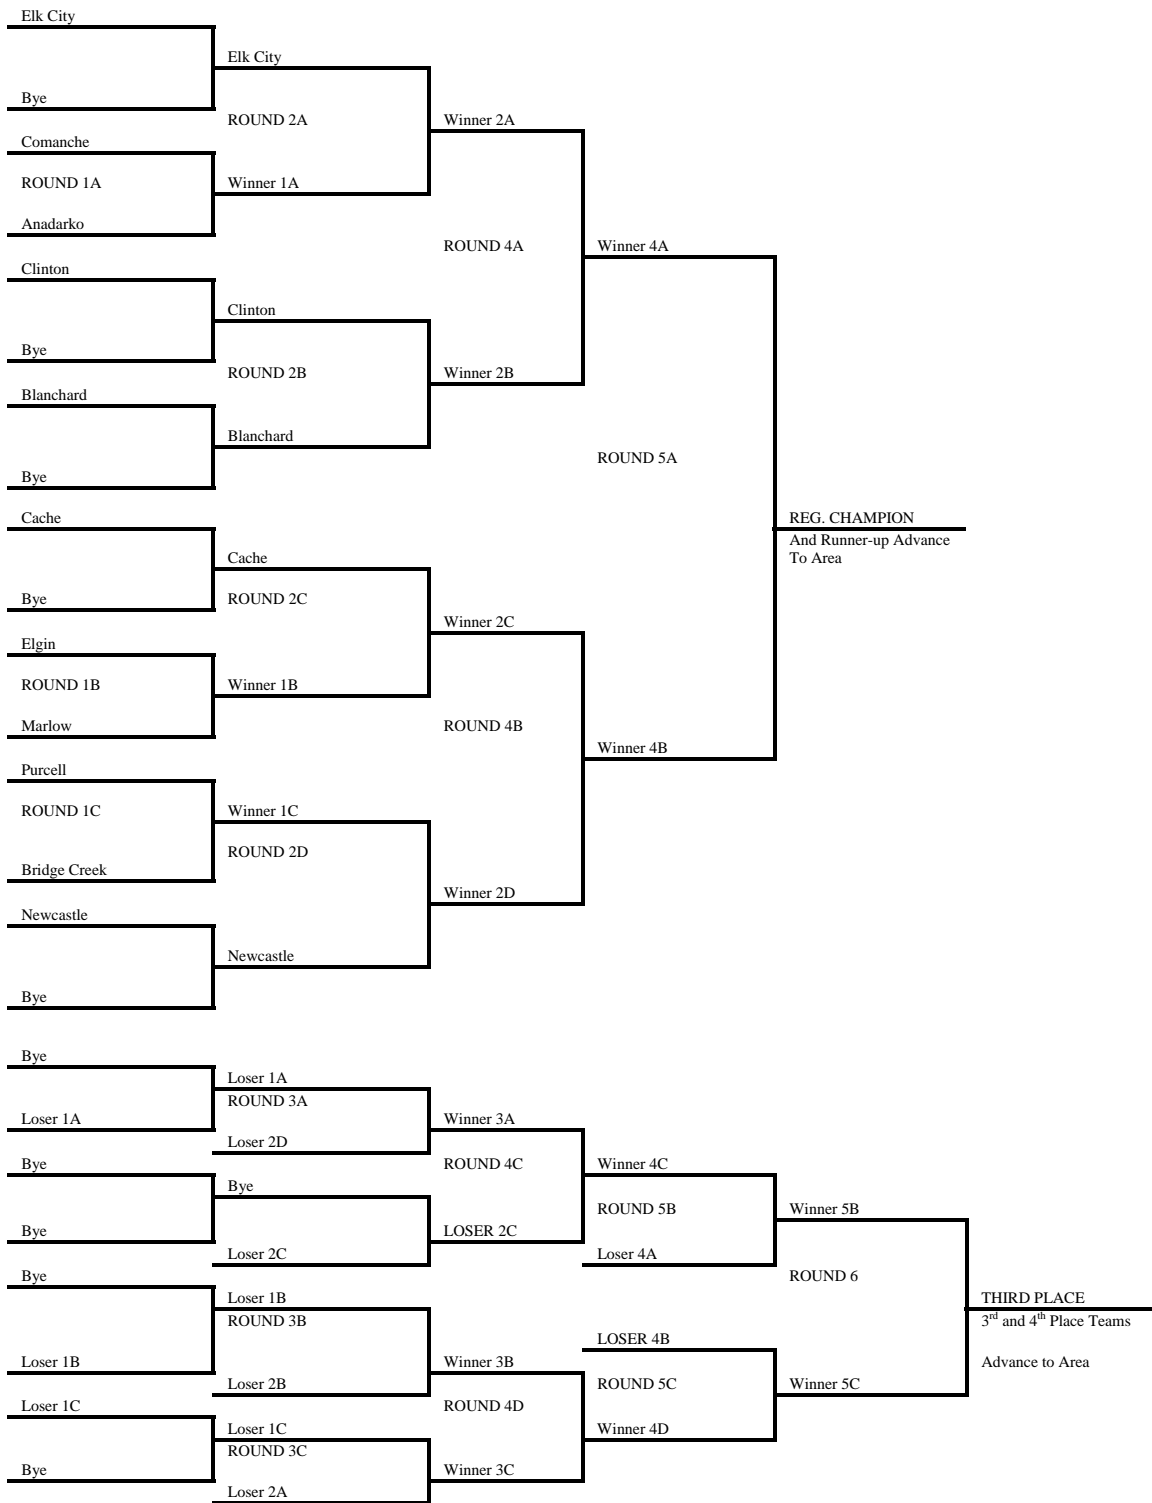 Elk City
Elk City
Bye
ROUND 2A
Winner 2A
Comanche
ROUND 1A
Winner 1A
Anadarko
ROUND 4A
Winner 4A
Clinton
Clinton
Bye
ROUND 2B
Winner 2B
Blanchard
Blanchard
ROUND 5A
Bye
Cache
REG. CHAMPION
And Runner-up Advance
To Area
Cache
Bye
ROUND 2C
Winner 2C
Elgin
ROUND 1B
Winner 1B
Marlow
ROUND 4B
Winner 4B
Purcell
ROUND 1C
Winner 1C
ROUND 2D
Bridge Creek
Winner 2D
Newcastle
Newcastle
Bye
Bye
Loser 1A
ROUND 3A
Loser 1A
Winner 3A
Loser 2D
Bye
ROUND 4C
Winner 4C
Bye
ROUND 5B
Winner 5B
Bye
LOSER 2C
Loser 2C
Loser 4A
Bye
ROUND 6
Loser 1B
THIRD PLACE
ROUND 3B
3rd and 4th Place Teams
LOSER 4B
Loser 1B
Winner 3B
Advance to Area
Loser 2B
ROUND 5C
Winner 5C
Loser 1C
ROUND 4D
Loser 1C
Winner 4D
ROUND 3C
Bye
Winner 3C
Loser 2A